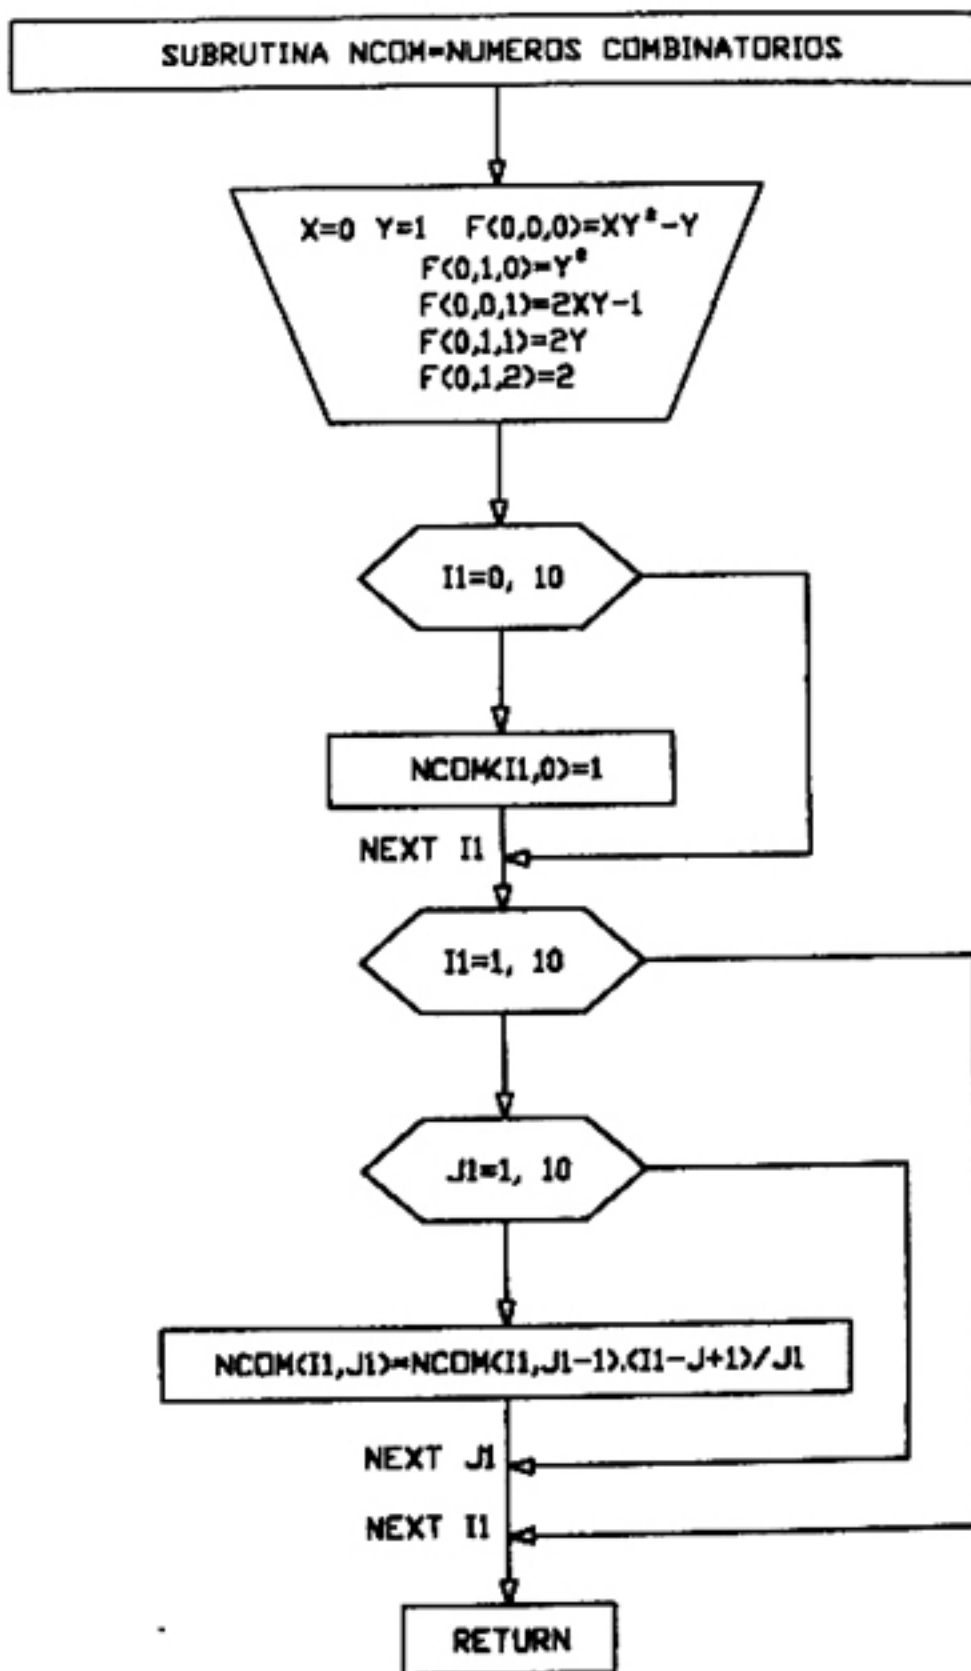 SUBRUTINA NCOM=NUMEROS COMBINATORIOS
X=0 Y=1 F(0,0,0)=XY²-Y
F(0,1,0)=Y²
F(0,0,1)=2XY-1
F(0,1,1)=2Y
F(0,1,2)=2
I1=0, 10
NCOM(I1,0)=1
NEXT I1
I1=1, 10
J1=1, 10
NCOM(I1,J1)=NCOM(I1,J1-1).(I1-J+1)/J1
NEXT J1
NEXT I1
RETURN